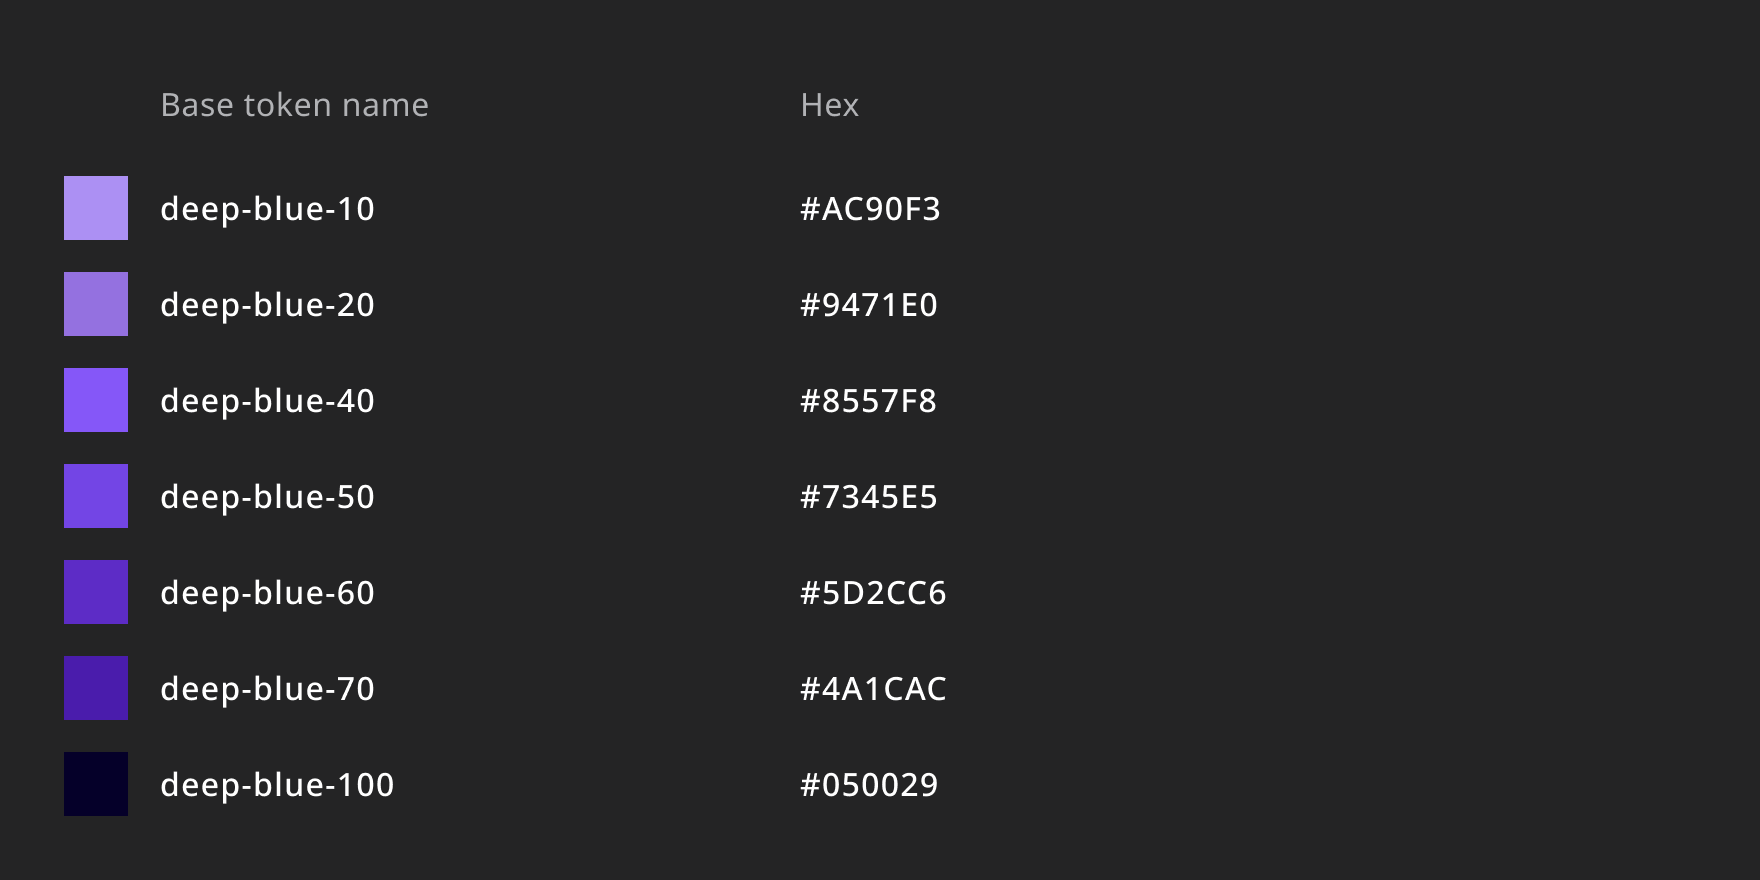 Base token name Hex
deep-blue-10 #AC90F3
deep-blue-20 #9471E0
deep-blue-40 #8557F8
deep-blue-50 #7345E5
deep-blue-60 #5D2CC6
deep-blue-70 #4A1CAC
deep-blue-100 #050029